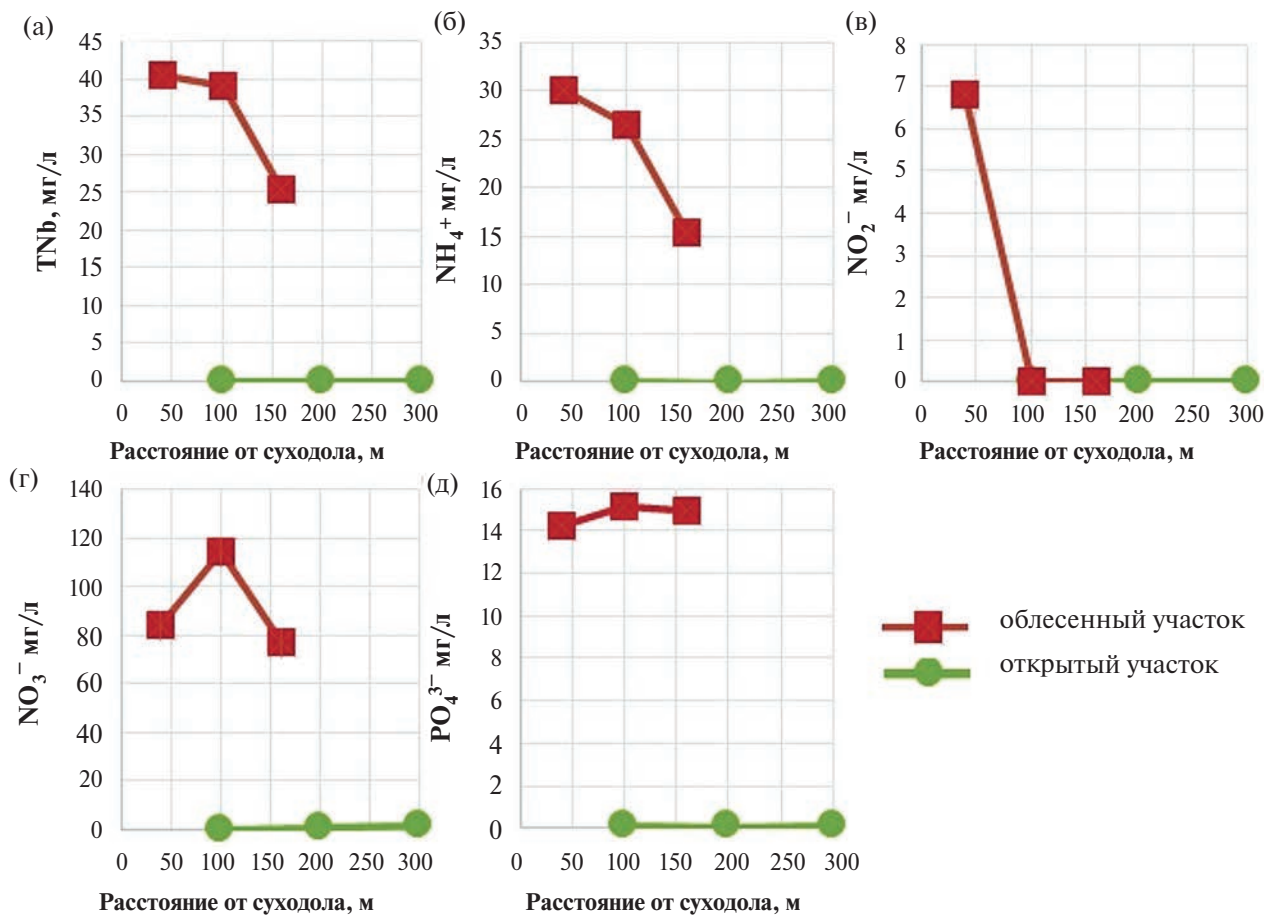 (а)
TNb, мг/л
45
40
35
30
25
20
15
10
5
0
0 50 100 150 200 250 300
Расстояние от суходола, м
(б)
NH₄⁺ мг/л
35
30
25
20
15
10
5
0
0 50 100 150 200 250 300
Расстояние от суходола, м
(в)
NO₂⁻ мг/л
8
7
6
5
4
3
2
1
0
0 50 100 150 200 250 300
Расстояние от суходола, м
(г)
NO₃⁻ мг/л
140
120
100
80
60
40
20
0
0 50 100 150 200 250 300
Расстояние от суходола, м
(д)
PO₄³⁻ мг/л
16
14
12
10
8
6
4
2
0
0 50 100 150 200 250 300
Расстояние от суходола, м
облесенный участок
открытый участок